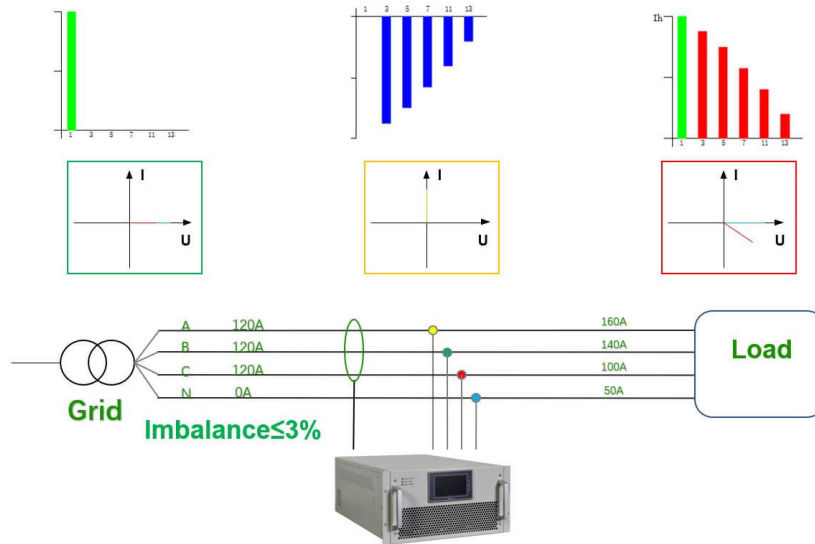 1 3 5 7 11 13
1 3 5 7 11 13
Ih
1 3 5 7 11 13
I
U
I
U
I
U
A 120A 160A
B 120A 140A
C 120A 100A
N 0A 50A
Load
Grid
Imbalance≤3%